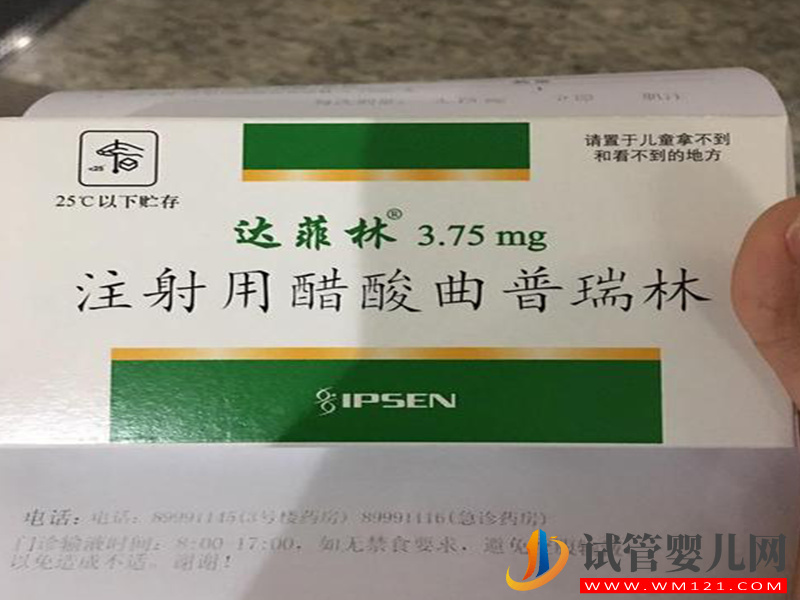 请置于儿童拿不到
和看不到的地方
<25
25℃以下贮存
达菲林® 3.75 mg
注射用醋酸曲普瑞林
IPSEN
电话: 电话: 89991145(3号楼药房) 89991116(急诊药房)
门诊输液时间: 8:00-17:00, 如无禁食要求, 避免
以免造成不适。谢谢!
试管婴儿网
WWW.WM121.COM